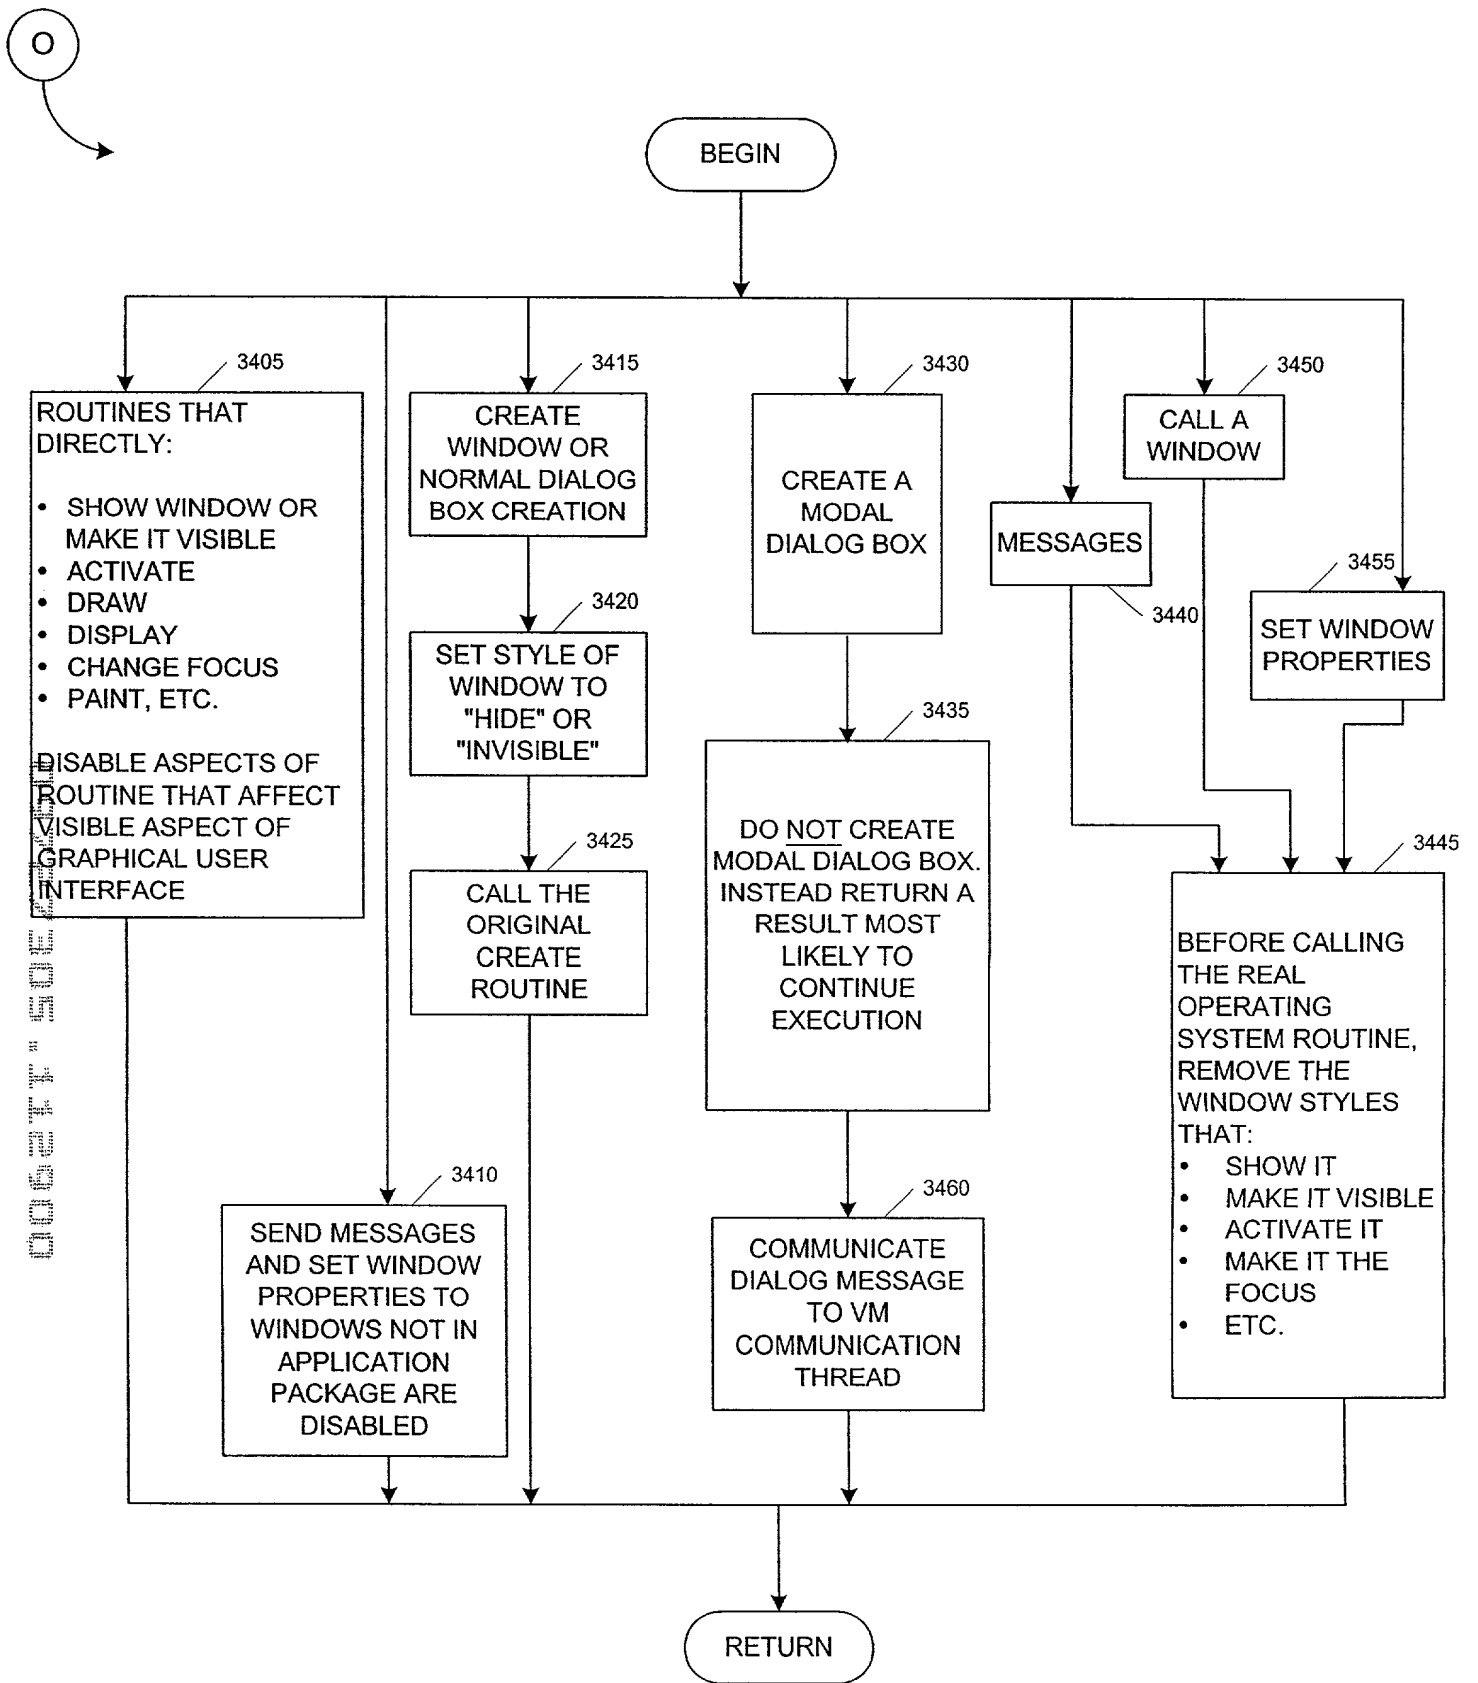 O
BEGIN
3405
ROUTINES THAT
DIRECTLY:
• SHOW WINDOW OR
MAKE IT VISIBLE
• ACTIVATE
• DRAW
• DISPLAY
• CHANGE FOCUS
• PAINT, ETC.
DISABLE ASPECTS OF
ROUTINE THAT AFFECT
VISIBLE ASPECT OF
GRAPHICAL USER
INTERFACE
3410
SEND MESSAGES
AND SET WINDOW
PROPERTIES TO
WINDOWS NOT IN
APPLICATION
PACKAGE ARE
DISABLED
3415
CREATE
WINDOW OR
NORMAL DIALOG
BOX CREATION
3420
SET STYLE OF
WINDOW TO
"HIDE" OR
"INVISIBLE"
3425
CALL THE
ORIGINAL
CREATE
ROUTINE
3430
CREATE A
MODAL
DIALOG BOX
3435
DO NOT CREATE
MODAL DIALOG BOX.
INSTEAD RETURN A
RESULT MOST
LIKELY TO
CONTINUE
EXECUTION
3460
COMMUNICATE
DIALOG MESSAGE
TO VM
COMMUNICATION
THREAD
MESSAGES
3440
3450
CALL A
WINDOW
3455
SET WINDOW
PROPERTIES
3445
BEFORE CALLING
THE REAL
OPERATING
SYSTEM ROUTINE,
REMOVE THE
WINDOW STYLES
THAT:
• SHOW IT
• MAKE IT VISIBLE
• ACTIVATE IT
• MAKE IT THE
FOCUS
• ETC.
RETURN